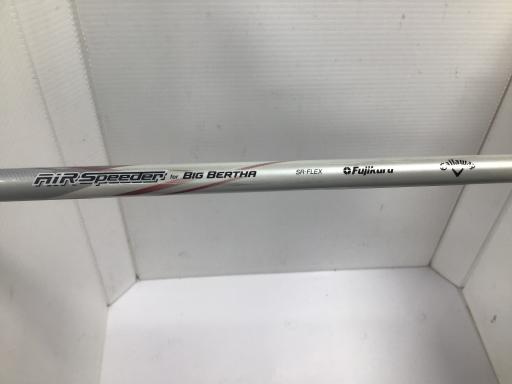 AiR Speeder for BIG BERTHA SR-FLEX Fujikura Callaway